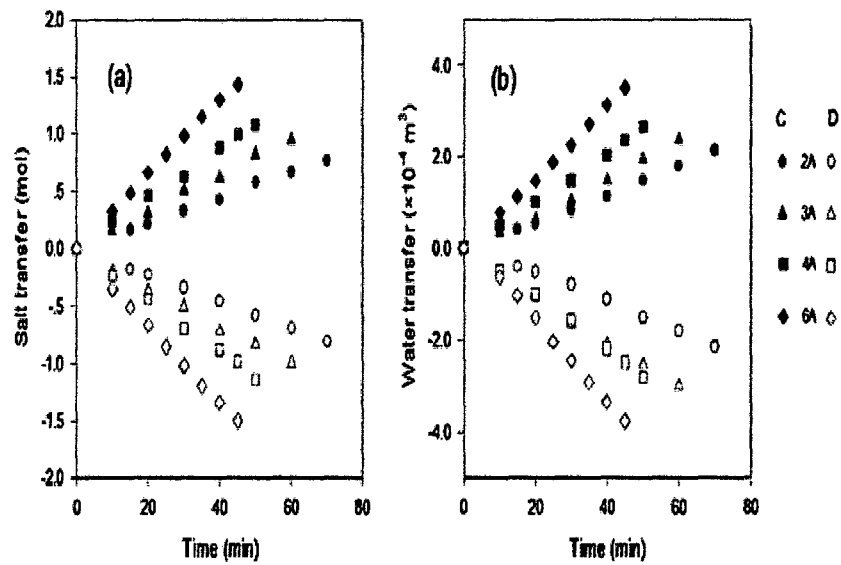 2.0
1.5
1.0
.5
0.0
-.5
-1.0
-1.5
-2.0
Salt transfer (mol)
(a)
0
20
40
60
80
Time (min)
4.0
2.0
0.0
-2.0
-4.0
Water transfer (×10⁻⁴ m³)
(b)
0
20
40
60
80
Time (min)
C D
2A
3A
4A
6A